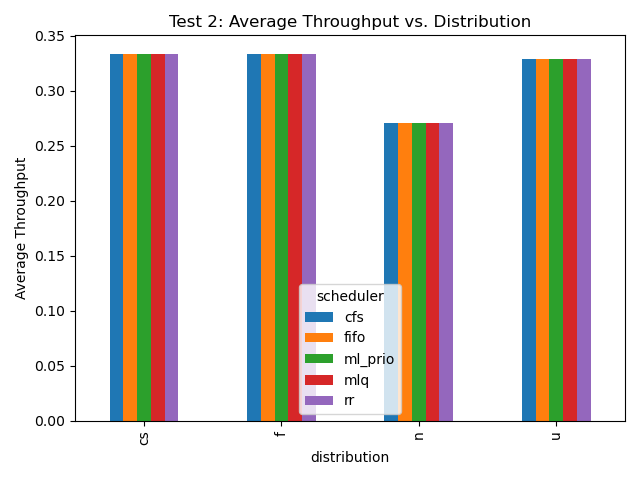 Test 2: Average Throughput vs. Distribution
Average Throughput
0.35
0.30
0.25
0.20
0.15
0.10
0.05
0.00
scheduler
cfs
fifo
ml_prio
mlq
rr
cs
f
n
u
distribution